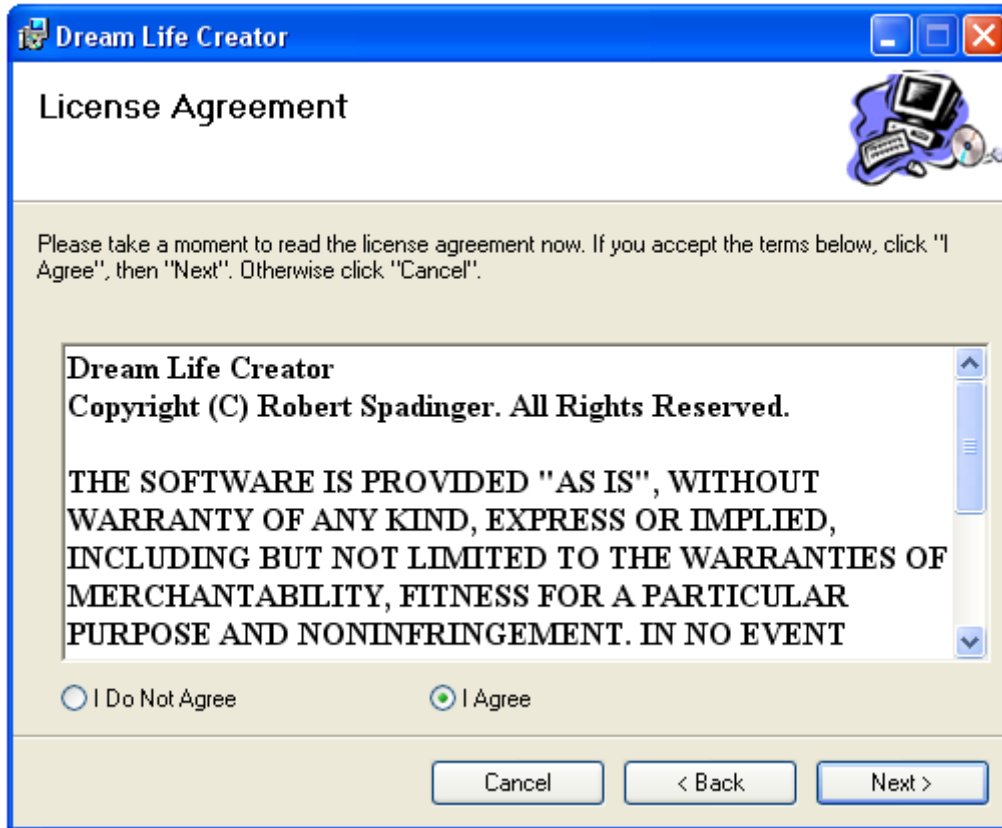 Dream Life Creator
License Agreement
Please take a moment to read the license agreement now. If you accept the terms below, click "I
Agree", then "Next". Otherwise click "Cancel".
Dream Life Creator
Copyright (C) Robert Spadinger. All Rights Reserved.
THE SOFTWARE IS PROVIDED "AS IS", WITHOUT
WARRANTY OF ANY KIND, EXPRESS OR IMPLIED,
INCLUDING BUT NOT LIMITED TO THE WARRANTIES OF
MERCHANTABILITY, FITNESS FOR A PARTICULAR
PURPOSE AND NONINFRINGEMENT. IN NO EVENT
I Do Not Agree I Agree
Cancel < Back Next >